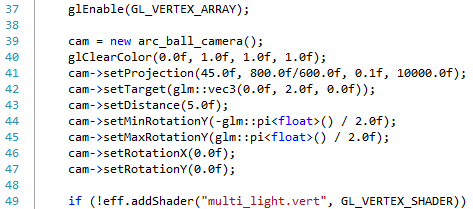 37 glEnable(GL_VERTEX_ARRAY);
38
39 cam = new arc_ball_camera();
40 glClearColor(0.0f, 1.0f, 1.0f, 1.0f);
41 cam->setProjection(45.0f, 800.0f/600.0f, 0.1f, 10000.0f);
42 cam->setTarget(glm::vec3(0.0f, 2.0f, 0.0f));
43 cam->setDistance(5.0f);
44 cam->setMinRotationY(-glm::pi<float>() / 2.0f);
45 cam->setMaxRotationY(glm::pi<float>() / 2.0f);
46 cam->setRotationX(0.0f);
47 cam->setRotationY(0.0f);
48
49 if (!eff.addShader("multi_light.vert", GL_VERTEX_SHADER))